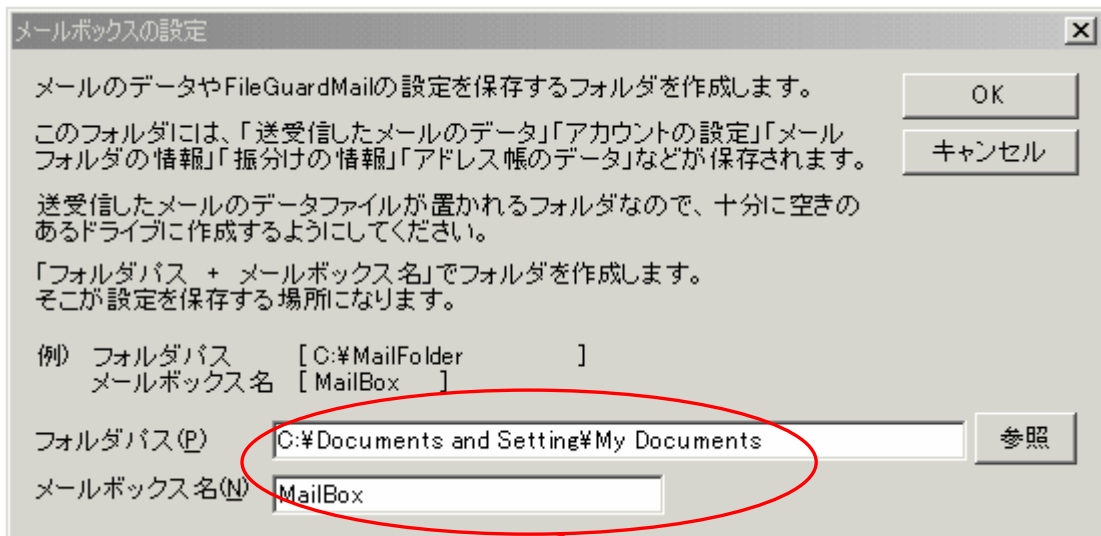 メールボックスの設定
メールのデータやFileGuardMailの設定を保存するフォルダを作成します。
OK
このフォルダには、「送受信したメールのデータ」「アカウントの設定」「メール
フォルダの情報」「振分けの情報」「アドレス帳のデータ」などが保存されます。
キャンセル
送受信したメールのデータファイルが置かれるフォルダなので、十分に空きの
あるドライブに作成するようにしてください。
「フォルダパス + メールボックス名」でフォルダを作成します。
そこが設定を保存する場所になります。
例) フォルダパス [C:¥MailFolder ]
メールボックス名 [MailBox ]
フォルダパス(P) C:¥Documents and Setting¥My Documents 参照
メールボックス名(N) MailBox